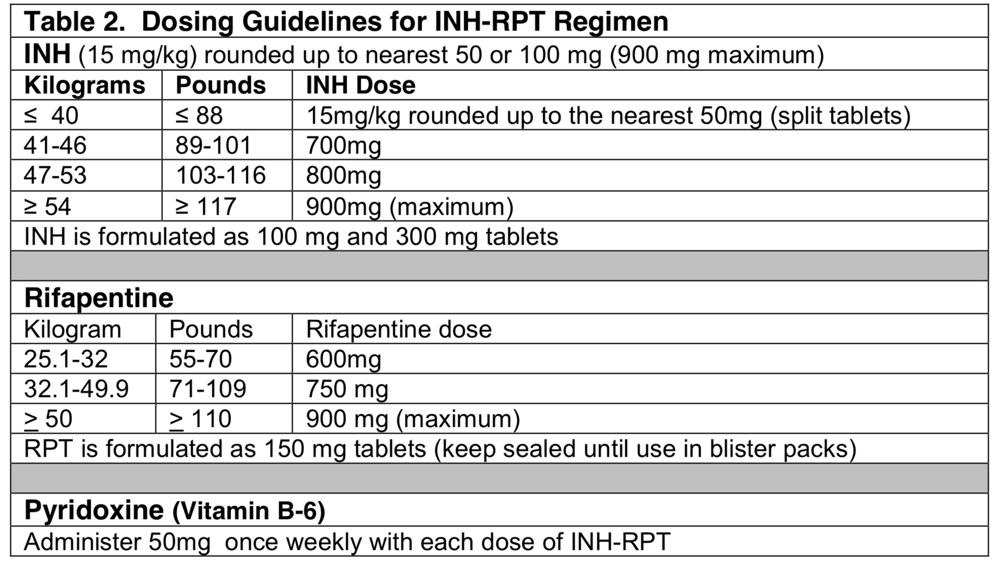 Table 2.  Dosing Guidelines for INH-RPT Regimen
INH (15 mg/kg) rounded up to nearest 50 or 100 mg (900 mg maximum)
Kilograms Pounds INH Dose
≤  40 ≤ 88 15mg/kg rounded up to the nearest 50mg (split tablets)
41-46 89-101 700mg
47-53 103-116 800mg
≥ 54 ≥ 117 900mg (maximum)
INH is formulated as 100 mg and 300 mg tablets
Rifapentine
Kilogram Pounds Rifapentine dose
25.1-32 55-70 600mg
32.1-49.9 71-109 750 mg
≥ 50 ≥ 110 900 mg (maximum)
RPT is formulated as 150 mg tablets (keep sealed until use in blister packs)
Pyridoxine (Vitamin B-6)
Administer 50mg  once weekly with each dose of INH-RPT